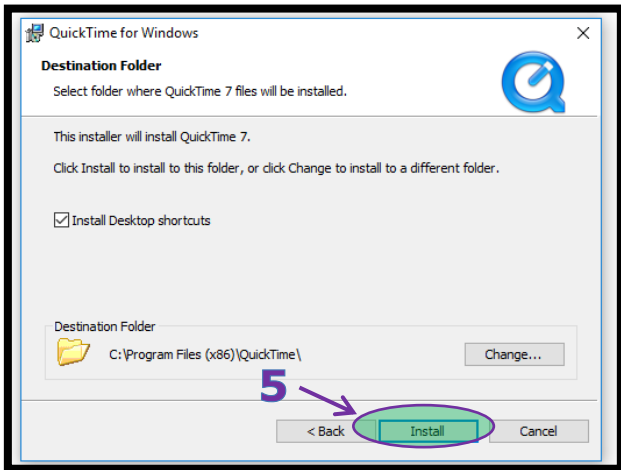 QuickTime for Windows
Destination Folder
Select folder where QuickTime 7 files will be installed.
This installer will install QuickTime 7.
Click Install to install to this folder, or click Change to install to a different folder.
Install Desktop shortcuts
Destination Folder
C:\Program Files (x86)\QuickTime\
Change...
5
< Back
Install
Cancel